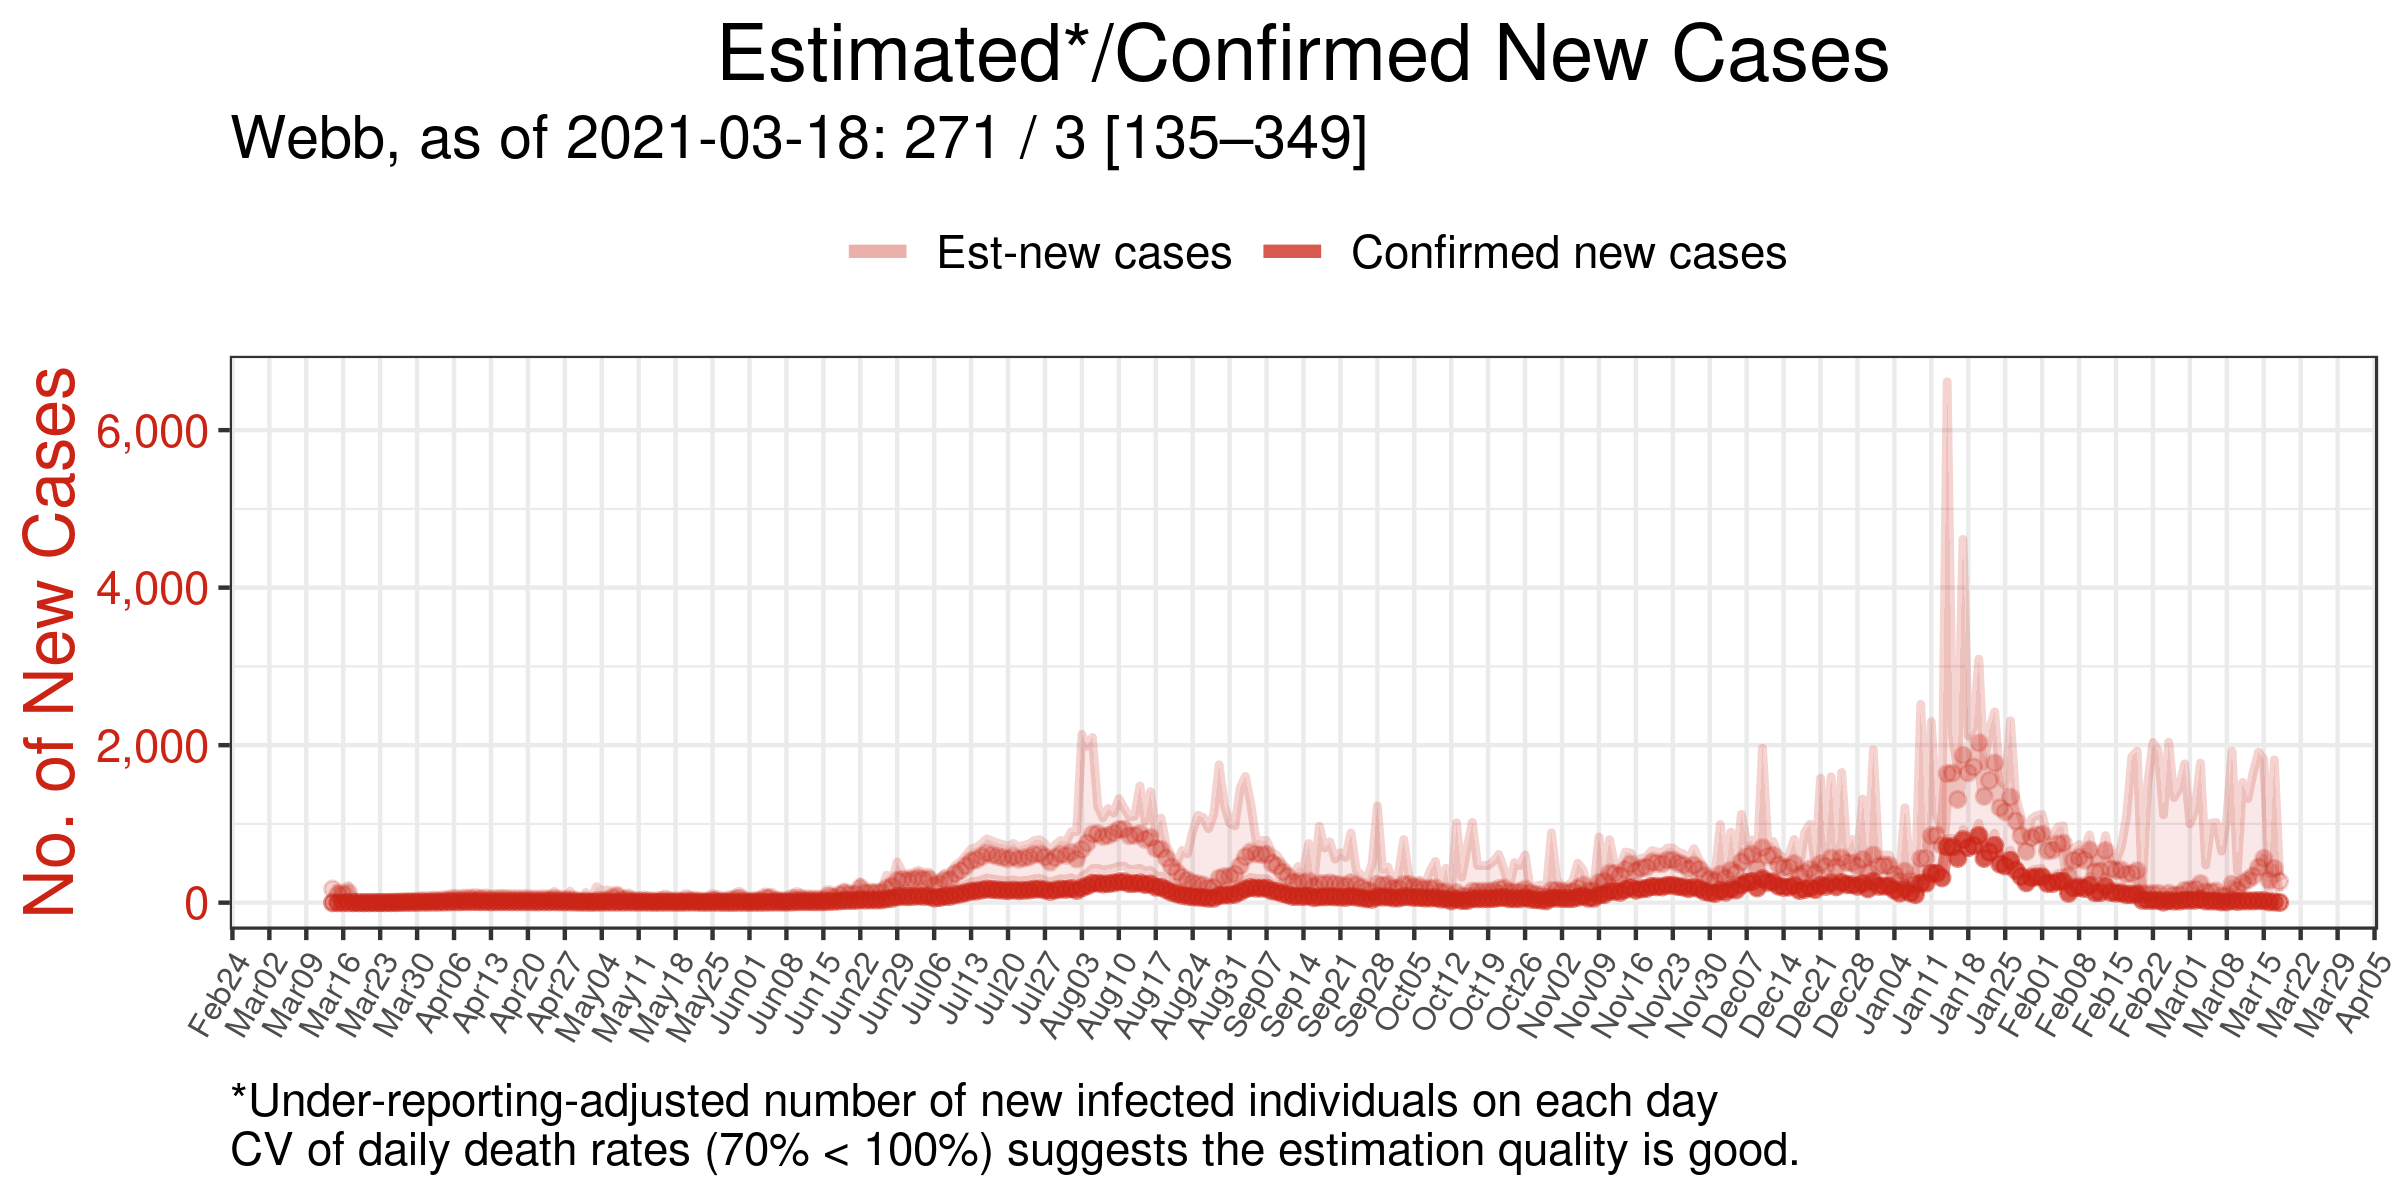 Estimated*/Confirmed New Cases
Webb, as of 2021-03-18: 271 / 3 [135–349]
Est-new cases Confirmed new cases
No. of New Cases
6,000
4,000
2,000
0
Feb24 Mar02 Mar09 Mar16 Mar23 Mar30 Apr06 Apr13 Apr20 Apr27 May04 May11 May18 May25 Jun01 Jun08 Jun15 Jun22 Jun29 Jul06 Jul13 Jul20 Jul27 Aug03 Aug10 Aug17 Aug24 Aug31 Sep07 Sep14 Sep21 Sep28 Oct05 Oct12 Oct19 Oct26 Nov02 Nov09 Nov16 Nov23 Nov30 Dec07 Dec14 Dec21 Dec28 Jan04 Jan11 Jan18 Jan25 Feb01 Feb08 Feb15 Feb22 Mar01 Mar08 Mar15 Mar22 Mar29 Apr05
*Under-reporting-adjusted number of new infected individuals on each day
CV of daily death rates (70% < 100%) suggests the estimation quality is good.